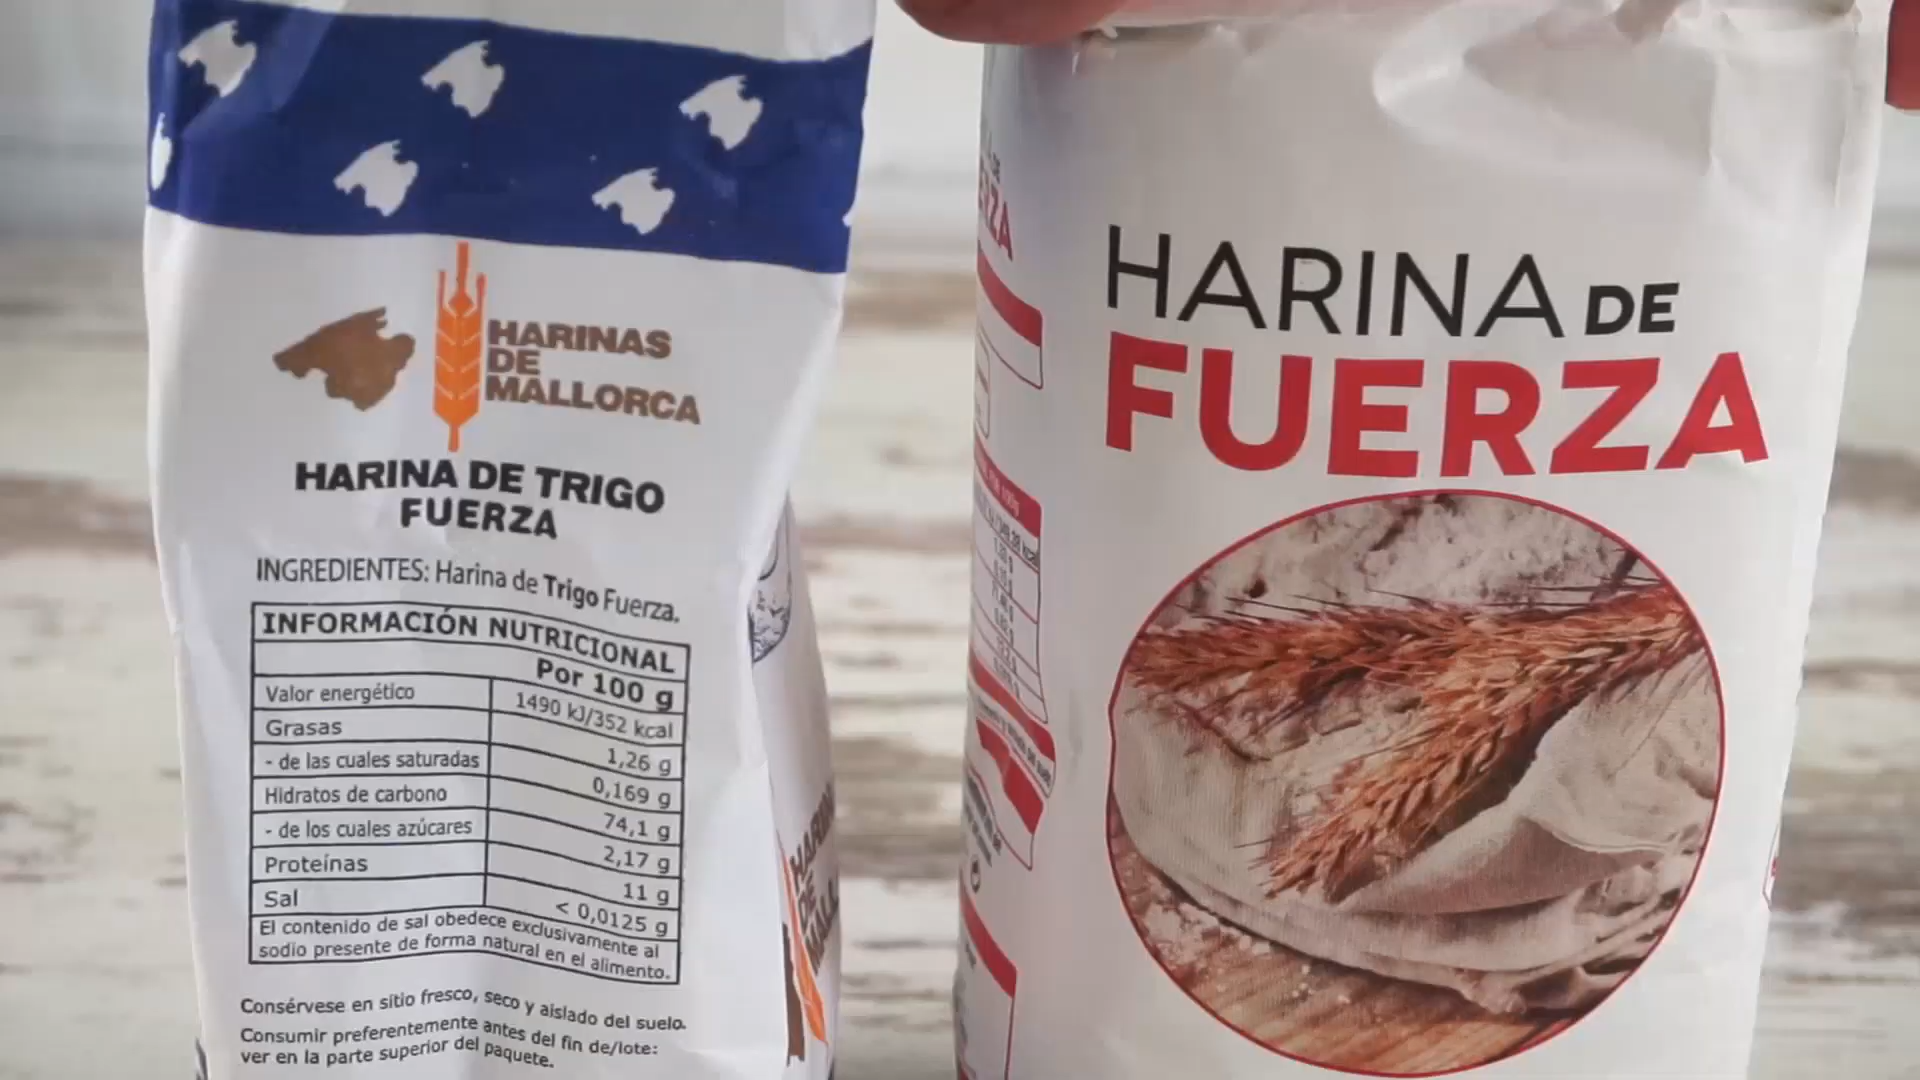 HARINAS
DE
MALLORCA
HARINA DE TRIGO
FUERZA
INGREDIENTES: Harina de Trigo Fuerza.
INFORMACIÓN NUTRICIONAL
Por 100 g
Valor energético 1490 kJ/352 kcal
Grasas 1,26 g
- de las cuales saturadas 0,169 g
Hidratos de carbono 74,1 g
- de los cuales azúcares 2,17 g
Proteínas 11 g
Sal < 0,0125 g
El contenido de sal obedece exclusivamente al
sodio presente de forma natural en el alimento.
Consérvese en sitio fresco, seco y aislado del suelo.
Consumir preferentemente antes del fin de/lote:
ver en la parte superior del paquete.
HARINA DE
FUERZA